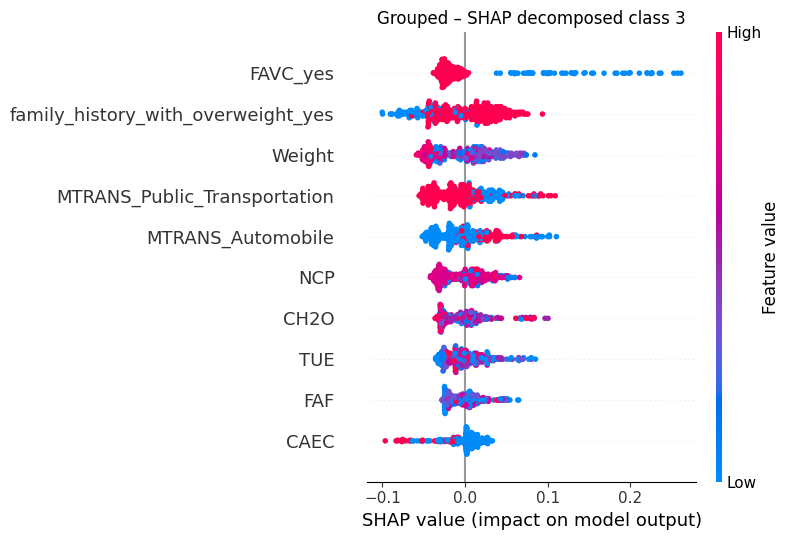 Grouped – SHAP decomposed class 3
High
FAVC_yes
family_history_with_overweight_yes
Weight
MTRANS_Public_Transportation
MTRANS_Automobile
NCP
CH2O
TUE
FAF
CAEC
Feature value
Low
−0.1 0.0 0.1 0.2
SHAP value (impact on model output)